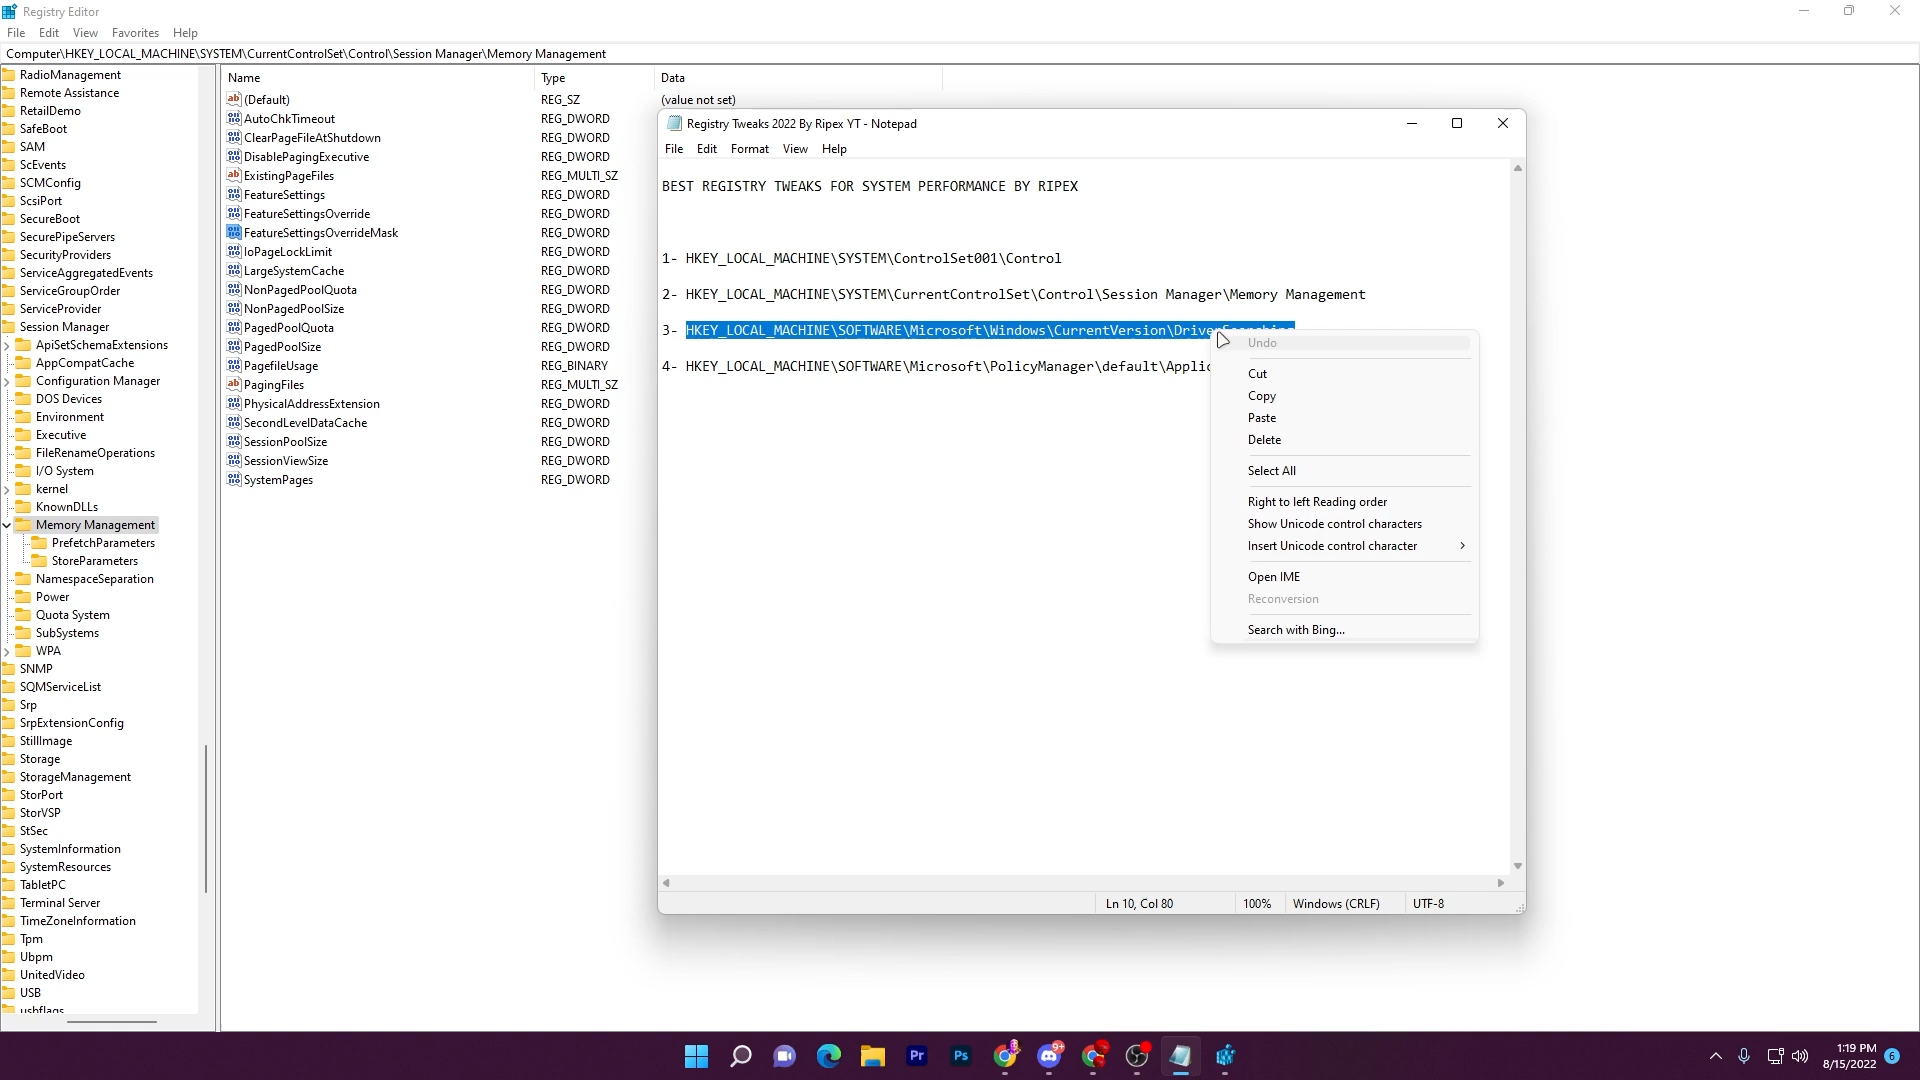 Registry Editor
File Edit View Favorites Help
Computer\HKEY_LOCAL_MACHINE\SYSTEM\CurrentControlSet\Control\Session Manager\Memory Management
RadioManagement
Remote Assistance
RetailDemo
SafeBoot
SAM
ScEvents
SCMConfig
ScsiPort
SecureBoot
SecurePipeServers
SecurityProviders
ServiceAggregatedEvents
ServiceGroupOrder
ServiceProvider
Session Manager
ApiSetSchemaExtensions
AppCompatCache
Configuration Manager
DOS Devices
Environment
Executive
FileRenameOperations
I/O System
kernel
KnownDLLs
Memory Management
PrefetchParameters
StoreParameters
NamespaceSeparation
Power
Quota System
SubSystems
WPA
SNMP
SQMServiceList
Srp
SrpExtensionConfig
StillImage
Storage
StorageManagement
StorPort
StorVSP
StSec
SystemInformation
SystemResources
TabletPC
Terminal Server
TimeZoneInformation
Tpm
Ubpm
UnitedVideo
USB
usbflags
Name Type Data
(Default) REG_SZ (value not set)
AutoChkTimeout REG_DWORD
ClearPageFileAtShutdown REG_DWORD
DisablePagingExecutive REG_DWORD
ExistingPageFiles REG_MULTI_SZ
FeatureSettings REG_DWORD
FeatureSettingsOverride REG_DWORD
FeatureSettingsOverrideMask REG_DWORD
IoPageLockLimit REG_DWORD
LargeSystemCache REG_DWORD
NonPagedPoolQuota REG_DWORD
NonPagedPoolSize REG_DWORD
PagedPoolQuota REG_DWORD
PagedPoolSize REG_DWORD
PagefileUsage REG_BINARY
PagingFiles REG_MULTI_SZ
PhysicalAddressExtension REG_DWORD
SecondLevelDataCache REG_DWORD
SessionPoolSize REG_DWORD
SessionViewSize REG_DWORD
SystemPages REG_DWORD
Registry Tweaks 2022 By Ripex YT - Notepad
File Edit Format View Help
BEST REGISTRY TWEAKS FOR SYSTEM PERFORMANCE BY RIPEX
1- HKEY_LOCAL_MACHINE\SYSTEM\ControlSet001\Control
2- HKEY_LOCAL_MACHINE\SYSTEM\CurrentControlSet\Control\Session Manager\Memory Management
3- HKEY_LOCAL_MACHINE\SOFTWARE\Microsoft\Windows\CurrentVersion\DriverSearching
4- HKEY_LOCAL_MACHINE\SOFTWARE\Microsoft\PolicyManager\default\Applic
Undo
Cut
Copy
Paste
Delete
Select All
Right to left Reading order
Show Unicode control characters
Insert Unicode control character
Open IME
Reconversion
Search with Bing...
Ln 10, Col 80 100% Windows (CRLF) UTF-8
Pr Ps 9+
1:19 PM
8/15/2022 6